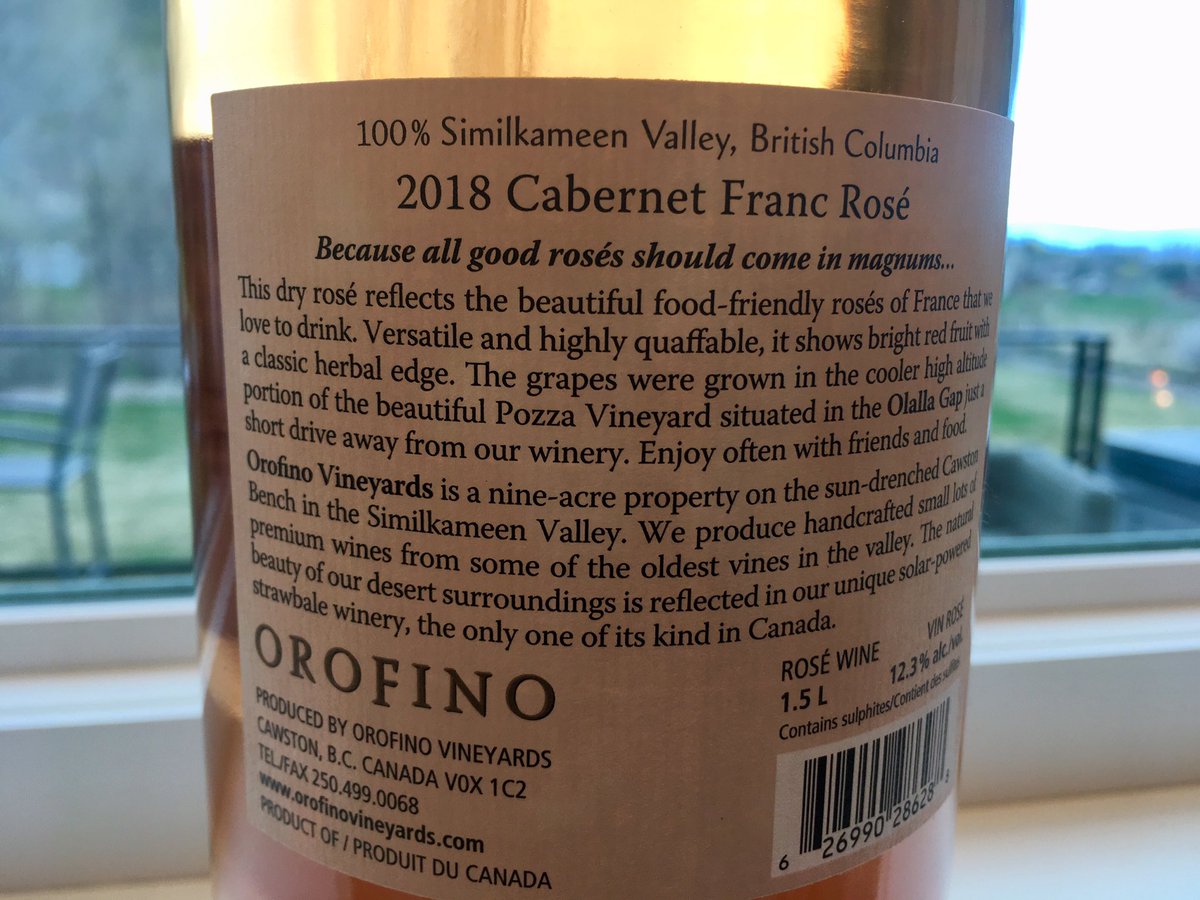 100% Similkameen Valley, British Columbia
2018 Cabernet Franc Rosé
Because all good rosés should come in magnums...
This dry rosé reflects the beautiful food-friendly rosés of France that we
love to drink. Versatile and highly quaffable, it shows bright red fruit with
a classic herbal edge. The grapes were grown in the cooler high altitude
portion of the beautiful Pozza Vineyard situated in the Olalla Gap just a
short drive away from our winery. Enjoy often with friends and food.
Orofino Vineyards is a nine-acre property on the sun-drenched Cawston
Bench in the Similkameen Valley. We produce handcrafted small lots of
premium wines from some of the oldest vines in the valley. The natural
beauty of our desert surroundings is reflected in our unique solar-powered
strawbale winery, the only one of its kind in Canada.
OROFINO
PRODUCED BY OROFINO VINEYARDS
CAWSTON, B.C. CANADA V0X 1C2
TEL/FAX 250.499.0068
www.orofinovineyards.com
PRODUCT OF / PRODUIT DU CANADA
ROSÉ WINE VIN ROSÉ
1.5 L 12.3% alc./vol.
Contains sulphites/Contient des sulfites
6 26990 28628 3